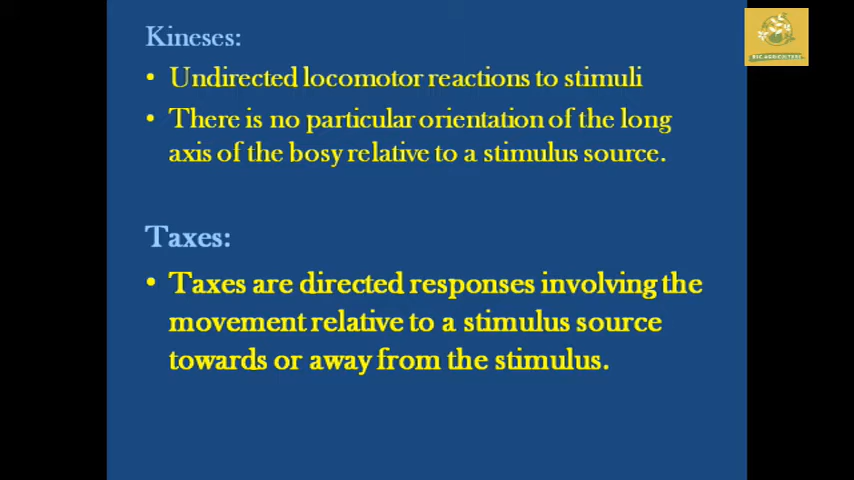 Kineses:
• Undirected locomotor reactions to stimuli
• There is no particular orientation of the long
axis of the bosy relative to a stimulus source.
Taxes:
• Taxes are directed responses involving the
movement relative to a stimulus source
towards or away from the stimulus.
BSC AGRICULTURE